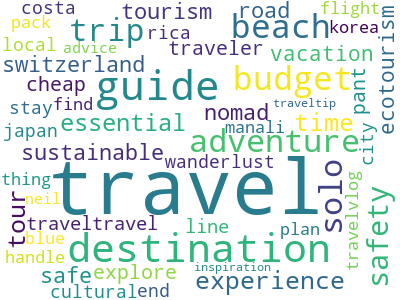 costa
tourism
road
flight
pack
trip
beach
korea
local
advice
rica
traveler
vacation
switzerland
ecotourism
cheap
guide
budget
pant
stay
find
nomad
traveltip
essential
manali
time
city
japan
adventure
sustainable
wanderlust
solo
thing
travel
travelvlog
safety
neil
tour
traveltravel
line
plan
blue
destination
handle
safe
explore
inspiration
cultural
end
experience